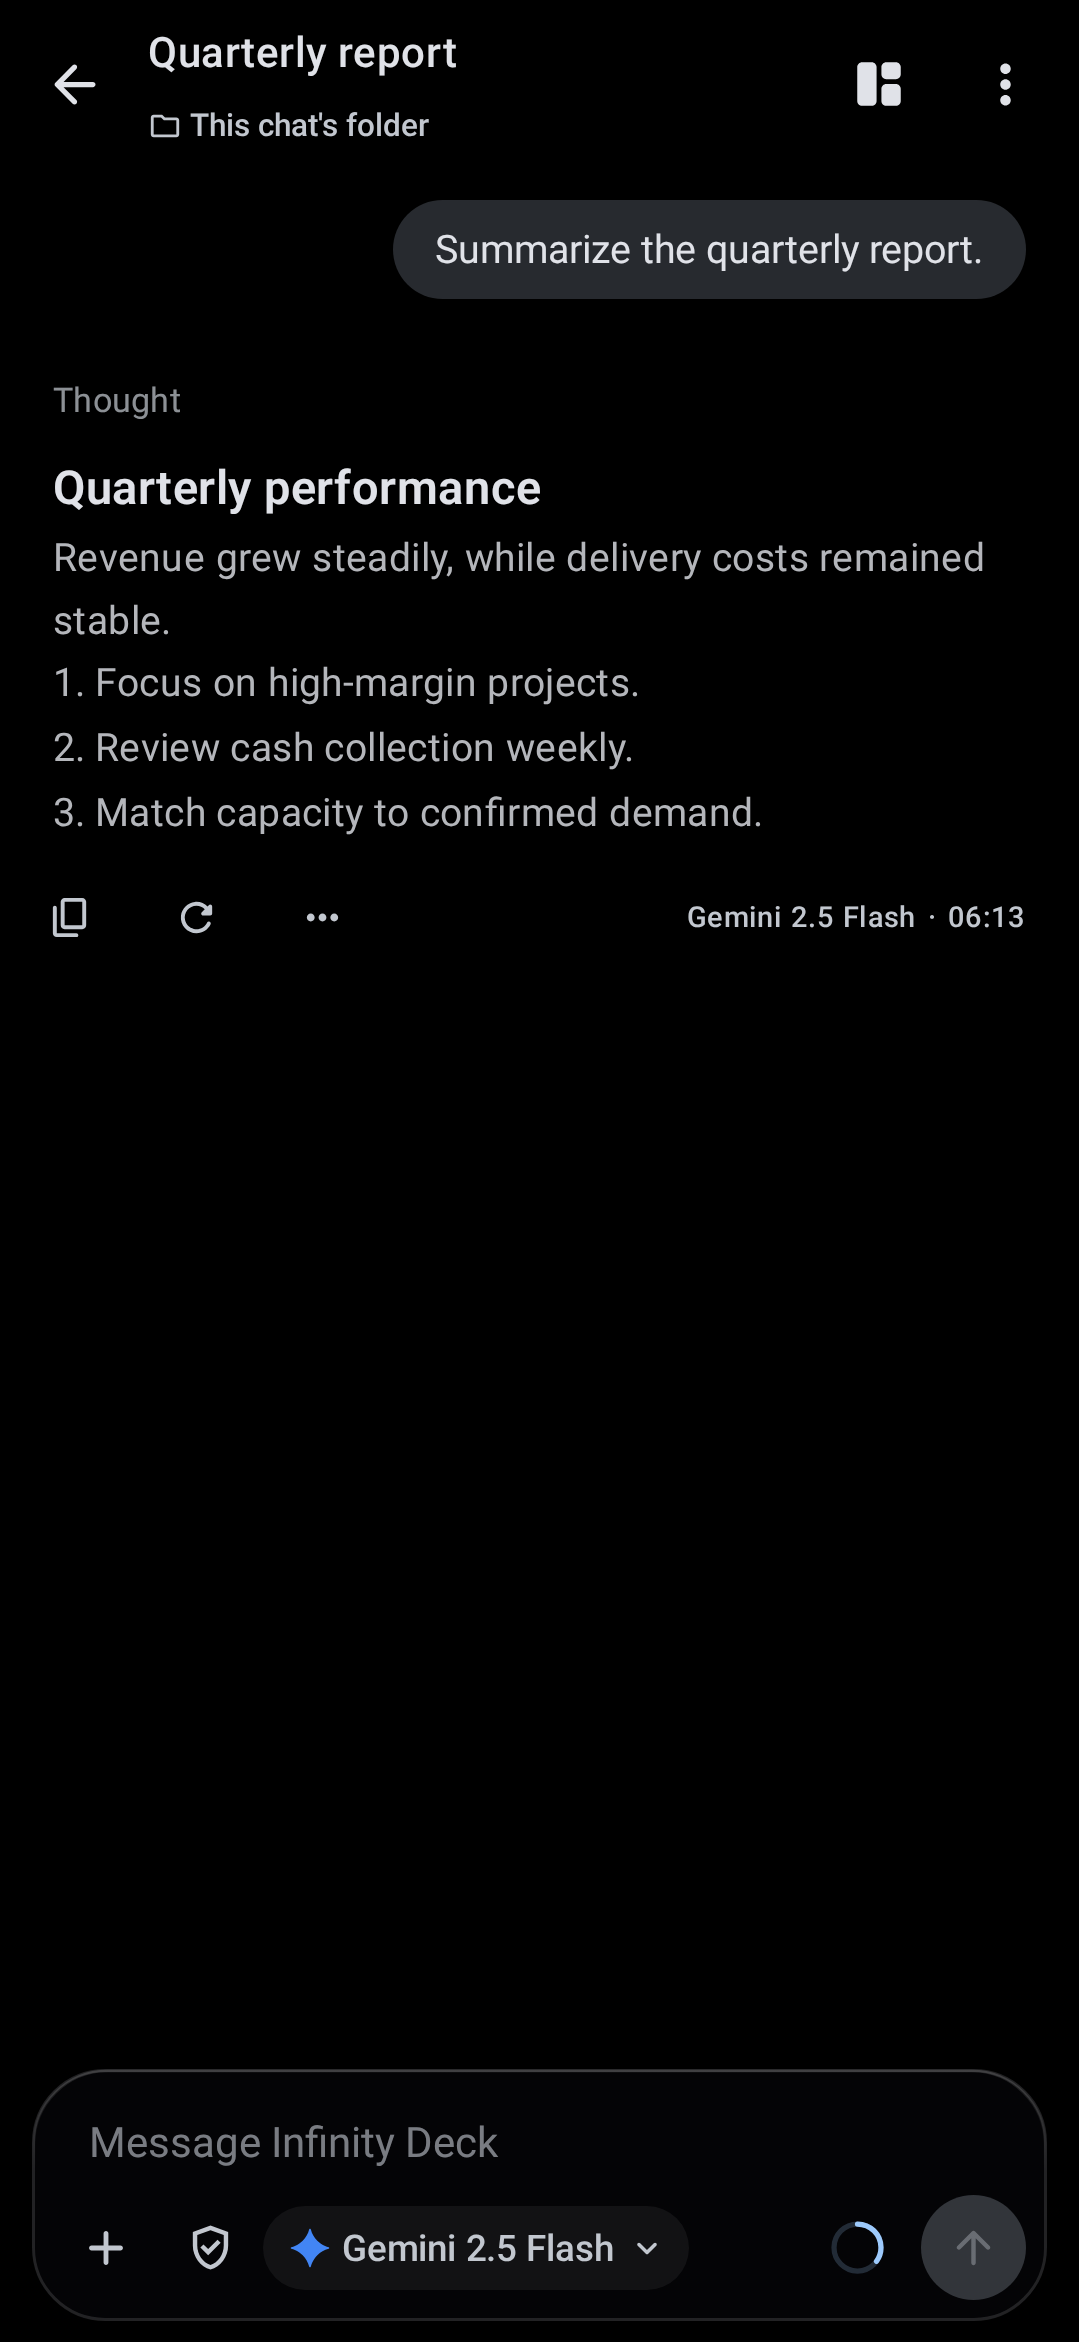 Quarterly report
This chat's folder
Summarize the quarterly report.
Thought
Quarterly performance
Revenue grew steadily, while delivery costs remained
stable.
1. Focus on high-margin projects.
2. Review cash collection weekly.
3. Match capacity to confirmed demand.
Gemini 2.5 Flash · 06:13
Message Infinity Deck
Gemini 2.5 Flash